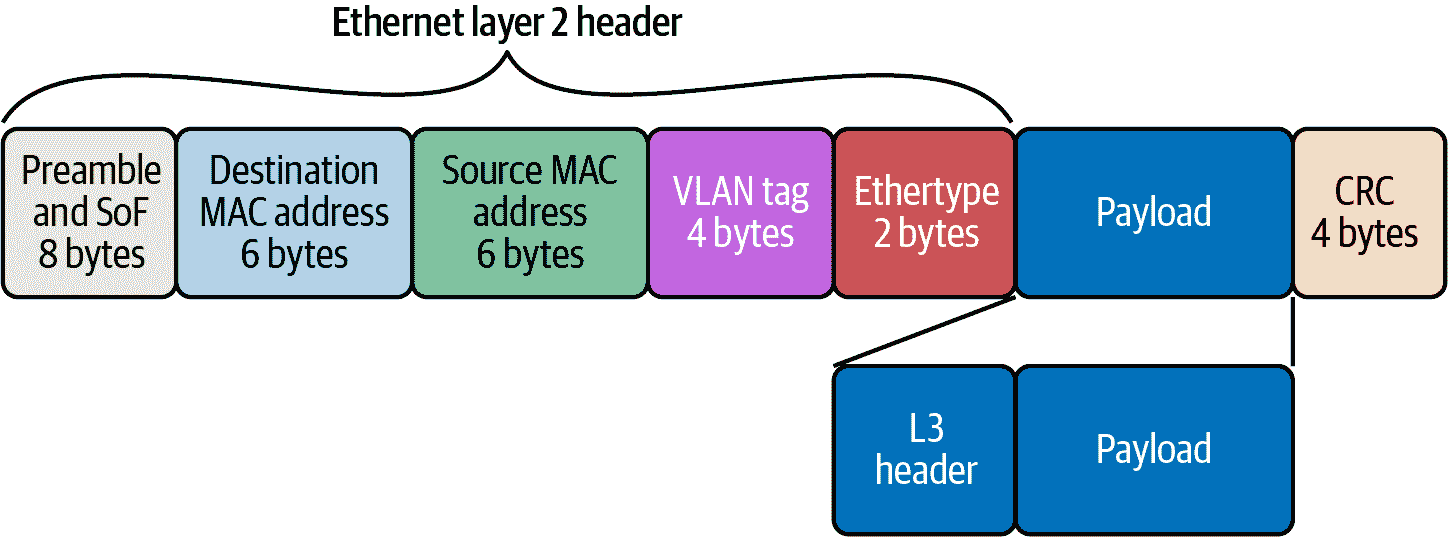 Ethernet layer 2 header
Preamble
and SoF
8 bytes
Destination
MAC address
6 bytes
Source MAC
address
6 bytes
VLAN tag
4 bytes
Ethertype
2 bytes
Payload
CRC
4 bytes
L3
header
Payload